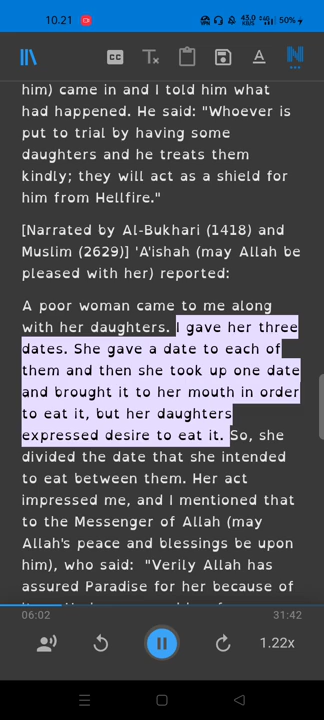 10.21
43.0
KB/S
50%
CC
him) came in and I told him what
had happened. He said: "Whoever is
put to trial by having some
daughters and he treats them
kindly; they will act as a shield for
him from Hellfire."
[Narrated by Al-Bukhari (1418) and
Muslim (2629)] 'A'ishah (may Allah be
pleased with her) reported:
A poor woman came to me along
with her daughters. I gave her three
dates. She gave a date to each of
them and then she took up one date
and brought it to her mouth in order
to eat it, but her daughters
expressed desire to eat it. So, she
divided the date that she intended
to eat between them. Her act
impressed me, and I mentioned that
to the Messenger of Allah (may
Allah's peace and blessings be upon
him), who said: "Verily Allah has
assured Paradise for her because of
06:02
31:42
1.22x